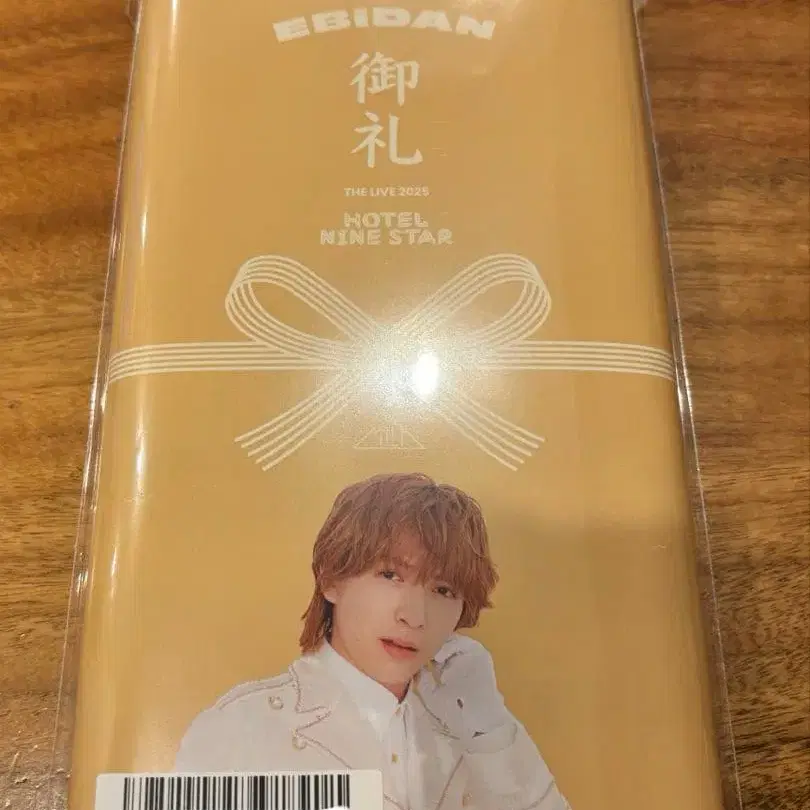 EBiDAN
御
礼
THE LIVE 2025
HOTEL
NINE STAR